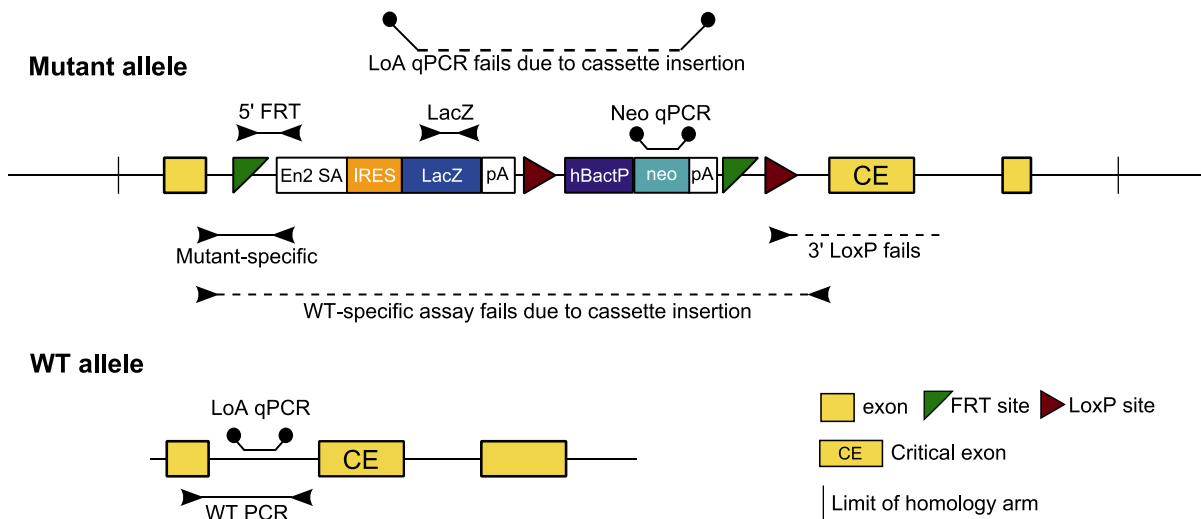 LoA qPCR fails due to cassette insertion
Mutant allele
5' FRT
LacZ
Neo qPCR
En2 SA
IRES
LacZ
pA
hBactP
neo
pA
CE
Mutant-specific
3' LoxP fails
WT-specific assay fails due to cassette insertion
WT allele
LoA qPCR
CE
WT PCR
exon
FRT site
LoxP site
CE
Critical exon
Limit of homology arm